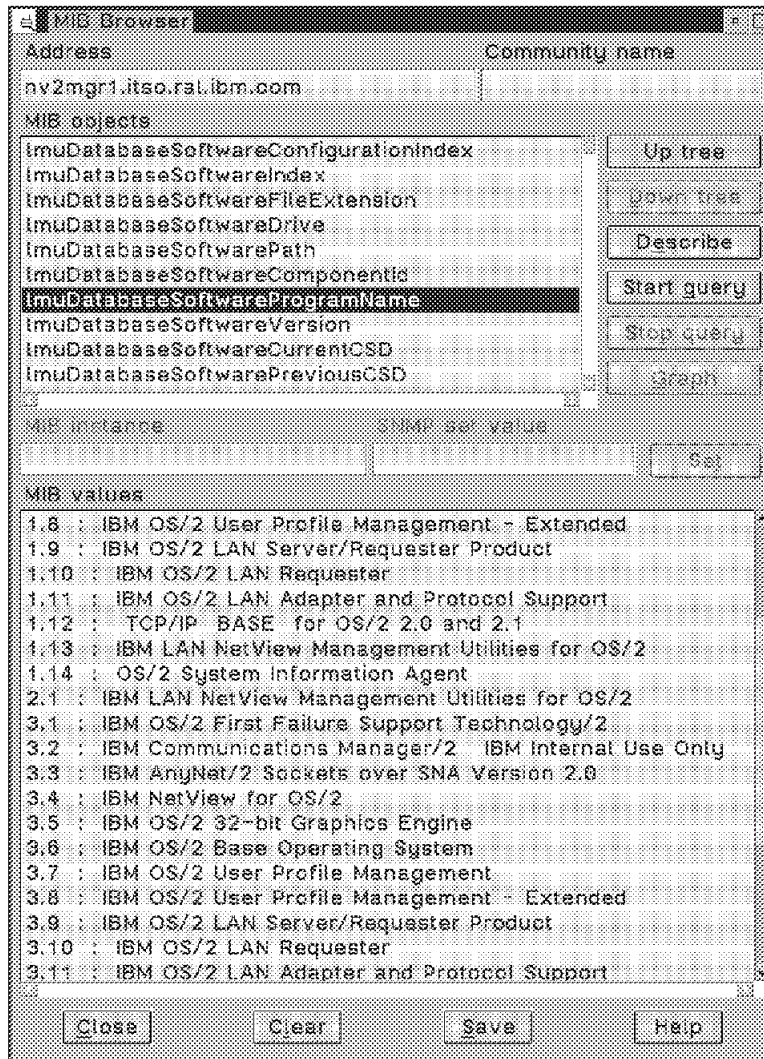 MIB Browser
Address Community name
nv2mgr1.itso.ral.ibm.com
MIB objects
lmuDatabaseSoftwareConfigurationIndex
lmuDatabaseSoftwareIndex
lmuDatabaseSoftwareFileExtension
lmuDatabaseSoftwareDrive
lmuDatabaseSoftwarePath
lmuDatabaseSoftwareComponentId
lmuDatabaseSoftwareProgramName
lmuDatabaseSoftwareVersion
lmuDatabaseSoftwareCurrentCSD
lmuDatabaseSoftwarePreviousCSD
Up tree
Down tree
Describe
Start query
Stop query
Graph
MIB instance SNMP set value
Set
MIB values
1.8 : IBM OS/2 User Profile Management - Extended
1.9 : IBM OS/2 LAN Server/Requester Product
1.10 : IBM OS/2 LAN Requester
1.11 : IBM OS/2 LAN Adapter and Protocol Support
1.12 : TCP/IP BASE for OS/2 2.0 and 2.1
1.13 : IBM LAN NetView Management Utilities for OS/2
1.14 : OS/2 System Information Agent
2.1 : IBM LAN NetView Management Utilities for OS/2
3.1 : IBM OS/2 First Failure Support Technology/2
3.2 : IBM Communications Manager/2 IBM Internal Use Only
3.3 : IBM AnyNet/2 Sockets over SNA Version 2.0
3.4 : IBM NetView for OS/2
3.5 : IBM OS/2 32-bit Graphics Engine
3.6 : IBM OS/2 Base Operating System
3.7 : IBM OS/2 User Profile Management
3.8 : IBM OS/2 User Profile Management - Extended
3.9 : IBM OS/2 LAN Server/Requester Product
3.10 : IBM OS/2 LAN Requester
3.11 : IBM OS/2 LAN Adapter and Protocol Support
Close Clear Save Help